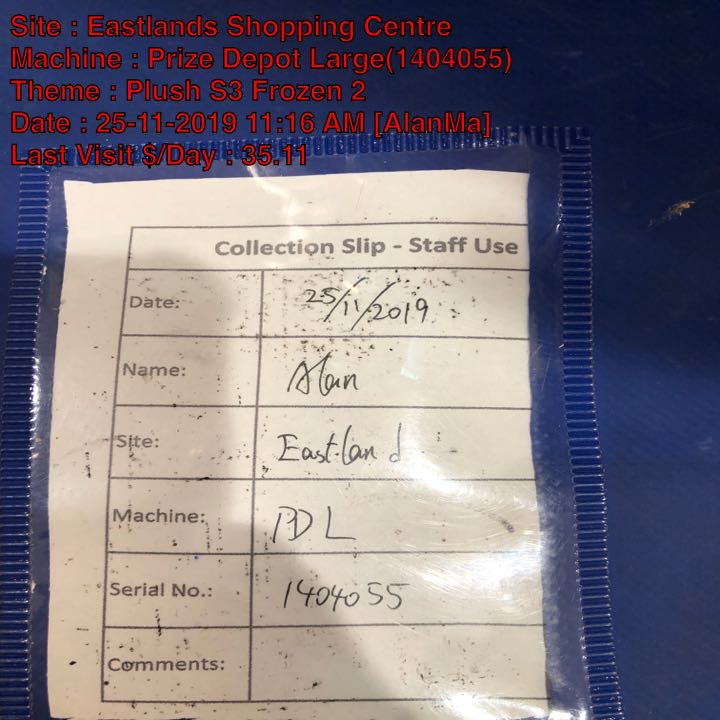 Site : Eastlands Shopping Centre
Machine : Prize Depot Large(1404055)
Theme : Plush S3 Frozen 2
Date : 25-11-2019 11:16 AM [AlanMa]
Last Visit $/Day : 35.11
Collection Slip - Staff Use
Date: 25/11/2019
Name: Alan
Site: Eastland
Machine: PDL
Serial No.: 1404055
Comments: